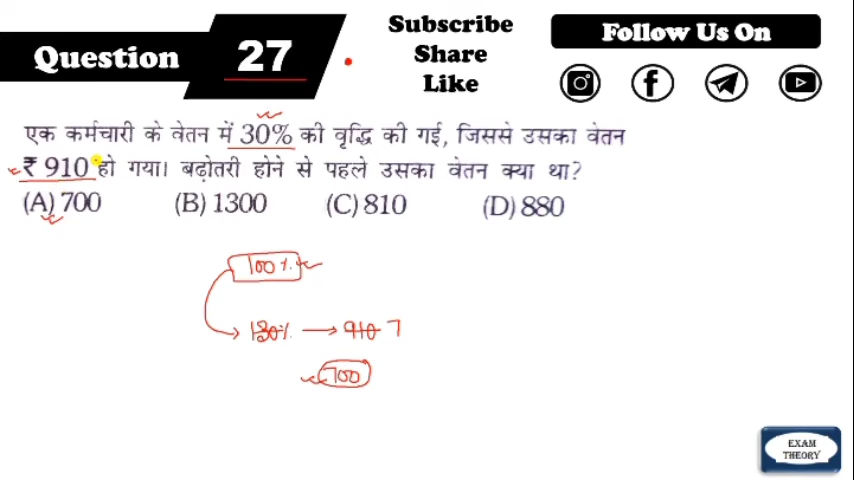 Question 27
Subscribe
Share
Like
Follow Us On
एक कर्मचारी के वेतन में 30% की वृद्धि की गई, जिससे उसका वेतन
₹ 910 हो गया। बढ़ोतरी होने से पहले उसका वेतन क्या था?
(A) 700 (B) 1300 (C) 810 (D) 880
100%
130% → 910 7
700
EXAM
THEORY